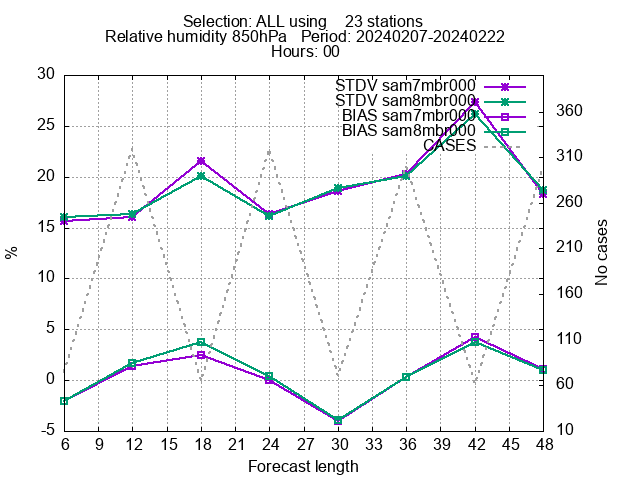 Selection: ALL using 23 stations
Relative humidity 850hPa Period: 20240207-20240222
Hours: 00
STDV sam7mbr000
STDV sam8mbr000
BIAS sam7mbr000
BIAS sam8mbr000
CASES
30
25
20
15
10
5
0
-5
%
360
310
260
210
160
110
60
10
No cases
6 9 12 15 18 21 24 27 30 33 36 39 42 45 48
Forecast length